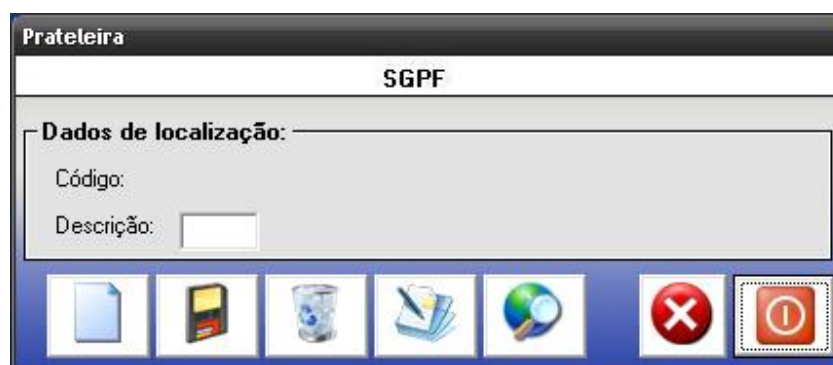 Prateleira
SGPF
Dados de localização:
Código:
Descrição: